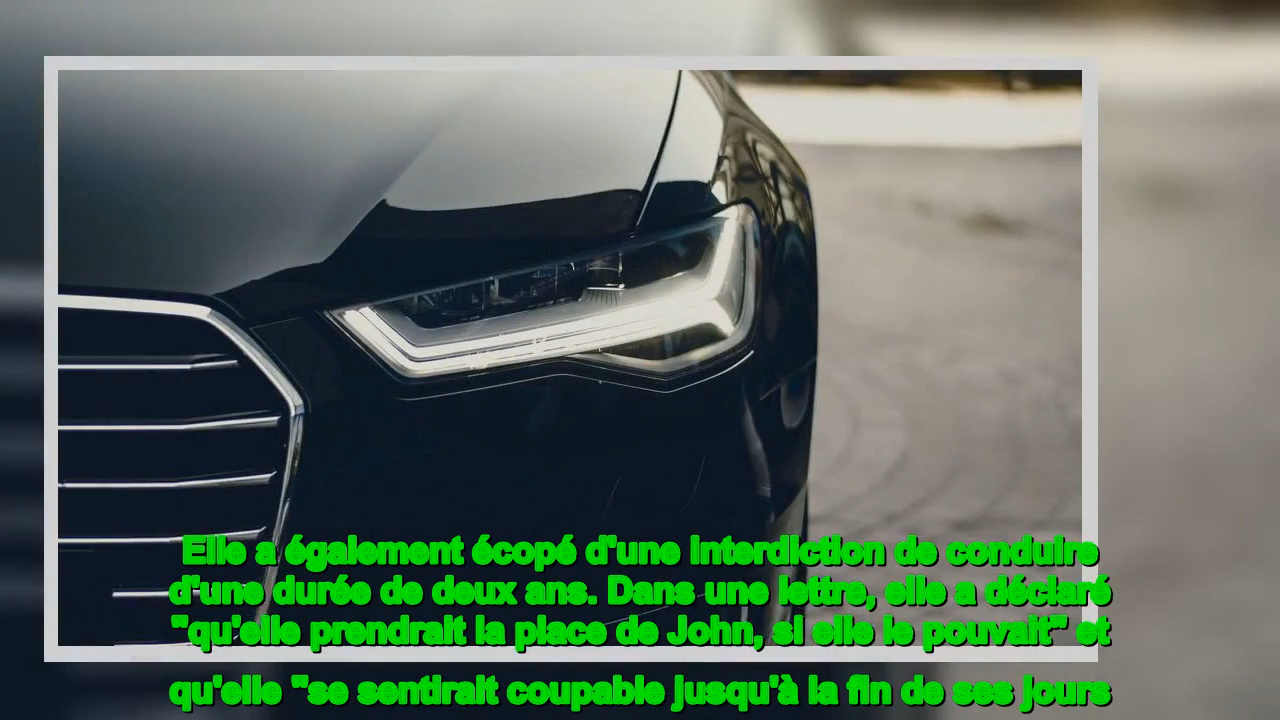 Elle a également écopé d'une interdiction de conduire
d'une durée de deux ans. Dans une lettre, elle a déclaré
"qu'elle prendrait la place de John, si elle le pouvait" et
qu'elle "se sentirait coupable jusqu'à la fin de ses jours